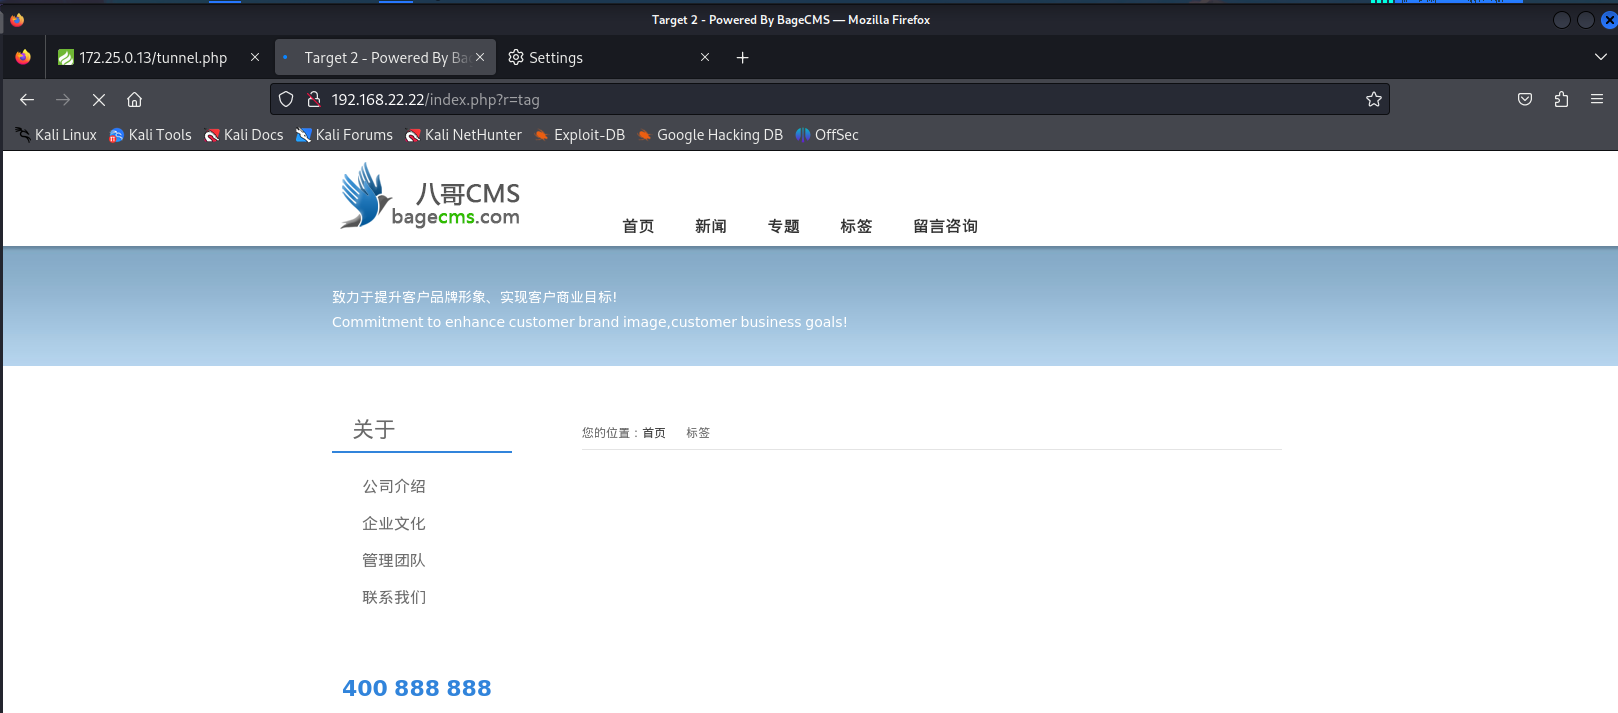 Target 2 - Powered By BageCMS — Mozilla Firefox
172.25.0.13/tunnel.php
Target 2 - Powered By Ba
Settings
192.168.22.22/index.php?r=tag
Kali Linux Kali Tools Kali Docs Kali Forums Kali NetHunter Exploit-DB Google Hacking DB OffSec
八哥CMS
bagecms.com
首页 新闻 专题 标签 留言咨询
致力于提升客户品牌形象、实现客户商业目标!
Commitment to enhance customer brand image,customer business goals!
关于
您的位置：首页 标签
公司介绍
企业文化
管理团队
联系我们
400 888 888